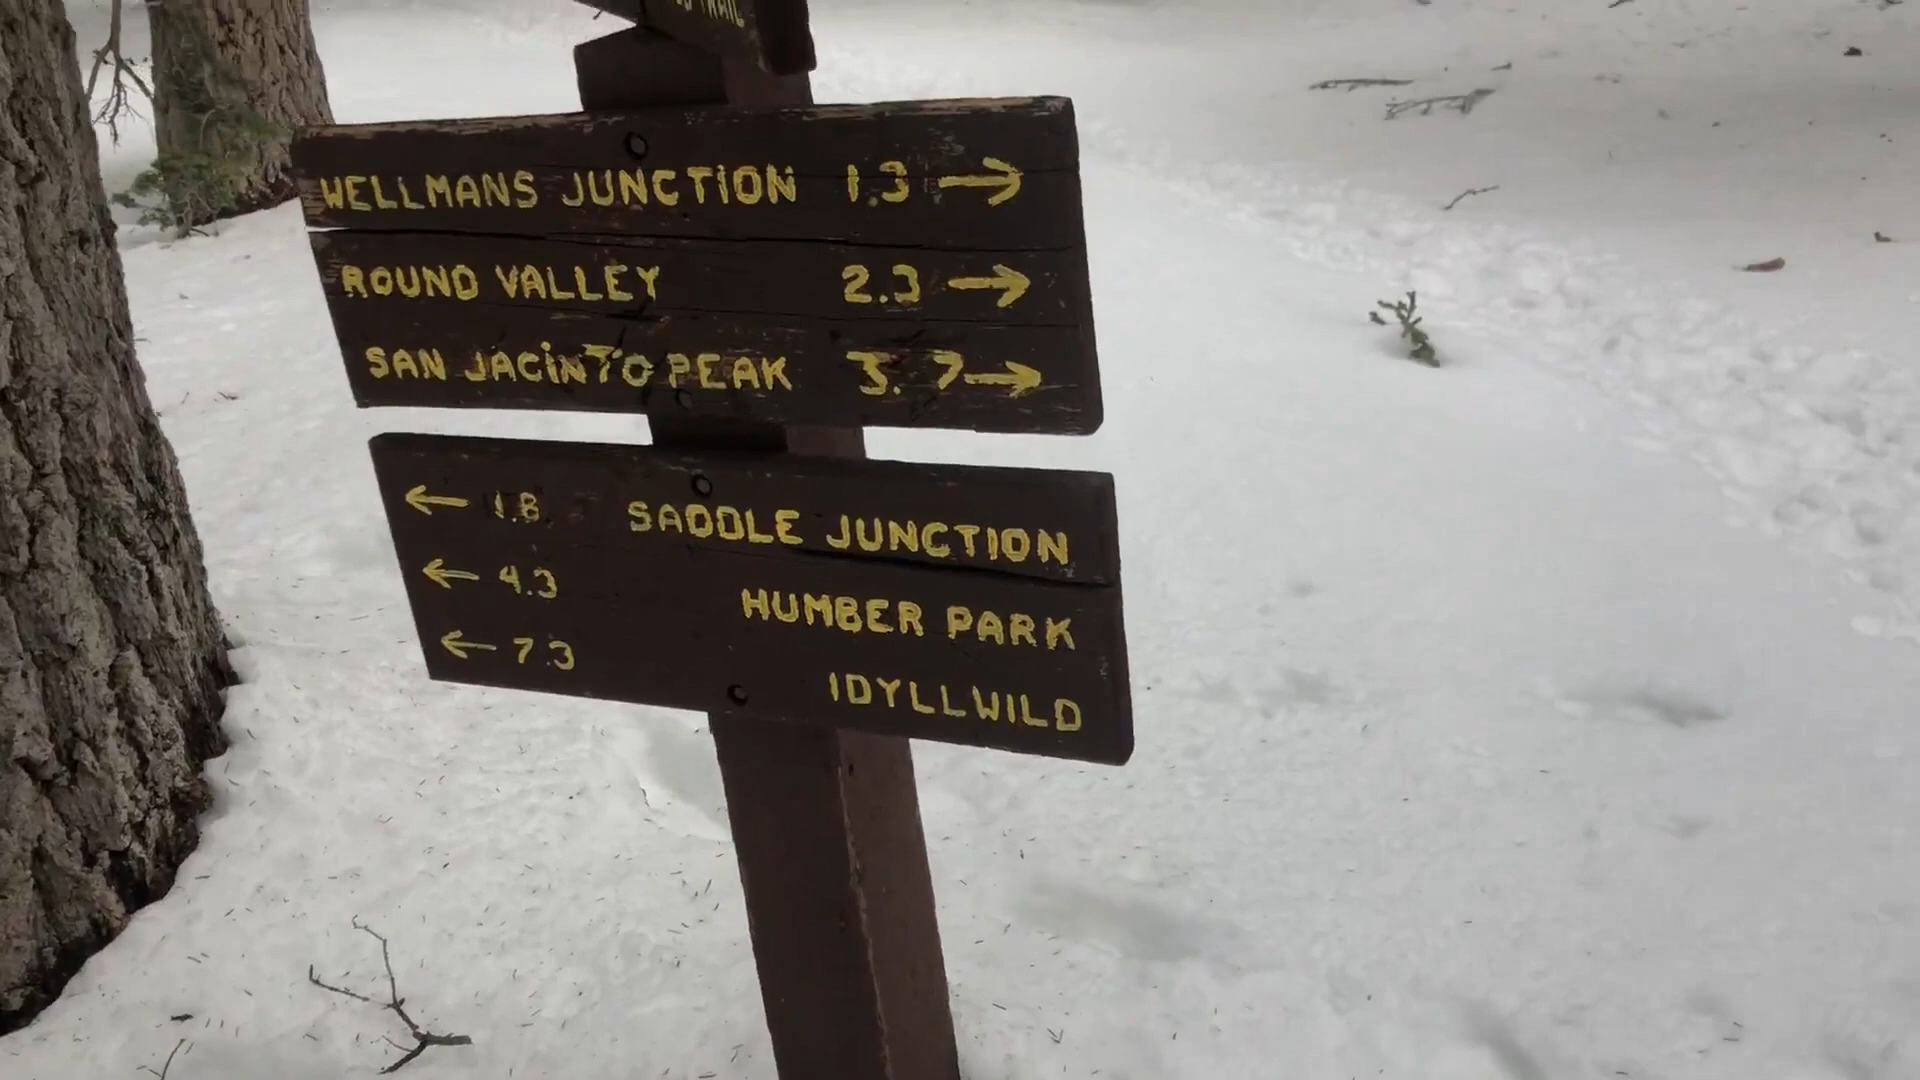 TRAIL
WELLMANS JUNCTION 1.3 →
ROUND VALLEY 2.3 →
SAN JACINTO PEAK 3.7 →
← 1.8 SADDLE JUNCTION
← 4.3 HUMBER PARK
← 7.3 IDYLLWILD